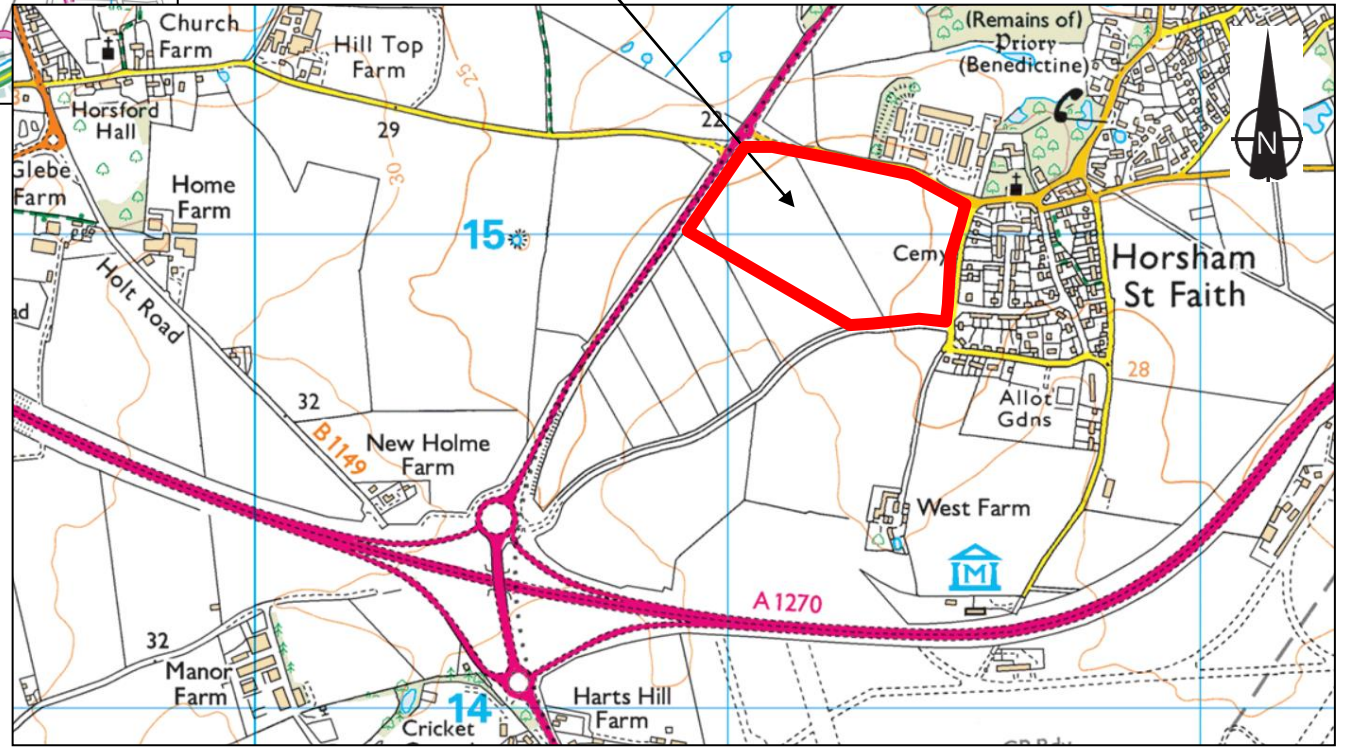 Church
Farm
Hill Top
Farm
25
(Remains of)
Priory
(Benedictine)
Horsford
Hall
29
22
N
Glebe
Farm
Home
Farm
30
15
Cemy
Horsham
St Faith
Holt Road
ad
28
Allot
Gdns
32
B 1149
New Holme
Farm
West Farm
M
A 1270
32
Manor
Farm
14
Harts Hill
Farm
Cricket